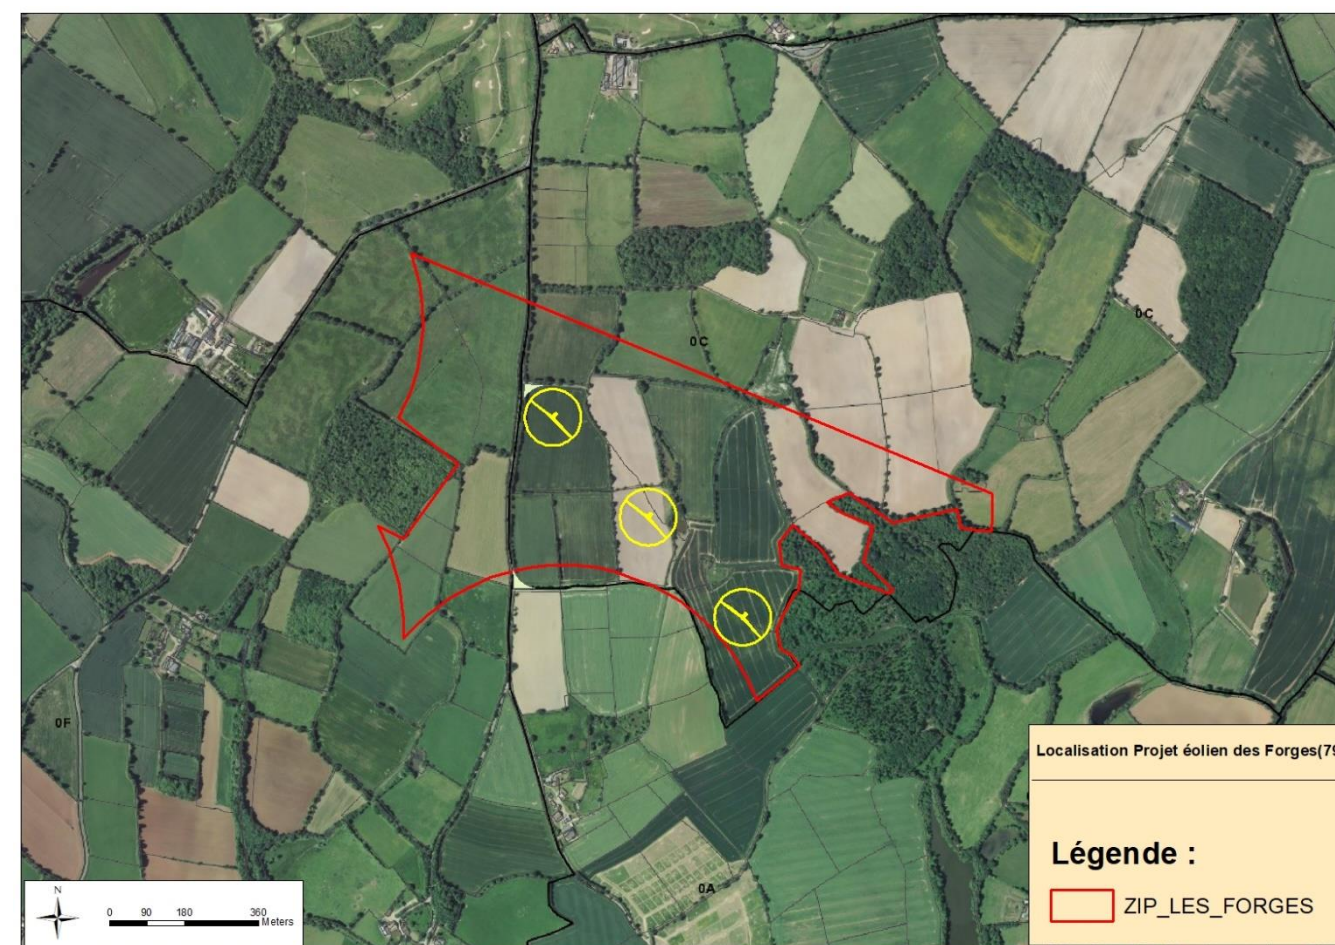 0C
0C
0F
0A
Localisation Projet éolien des Forges(79
Légende :
ZIP_LES_FORGES
N
0 90 180 360
Meters